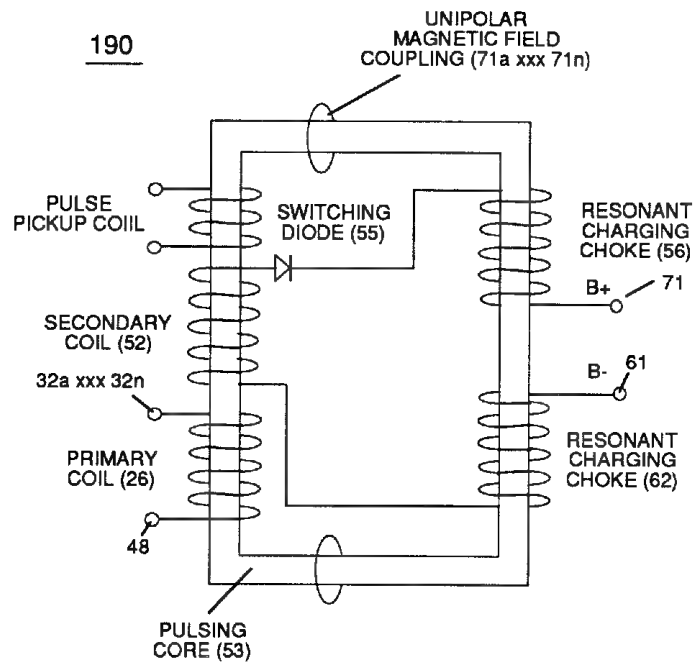 190
UNIPOLAR
MAGNETIC FIELD
COUPLING (71a xxx 71n)
PULSE
PICKUP COIIL
SWITCHING
DIODE (55)
RESONANT
CHARGING
CHOKE (56)
B+
71
SECONDARY
COIL (52)
32a xxx 32n
B-
61
PRIMARY
COIL (26)
48
RESONANT
CHARGING
CHOKE (62)
PULSING
CORE (53)